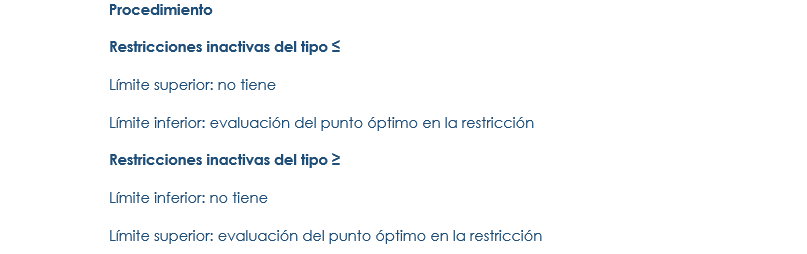 Procedimiento
Restricciones inactivas del tipo ≤
Límite superior: no tiene
Límite inferior: evaluación del punto óptimo en la restricción
Restricciones inactivas del tipo ≥
Límite inferior: no tiene
Límite superior: evaluación del punto óptimo en la restricción